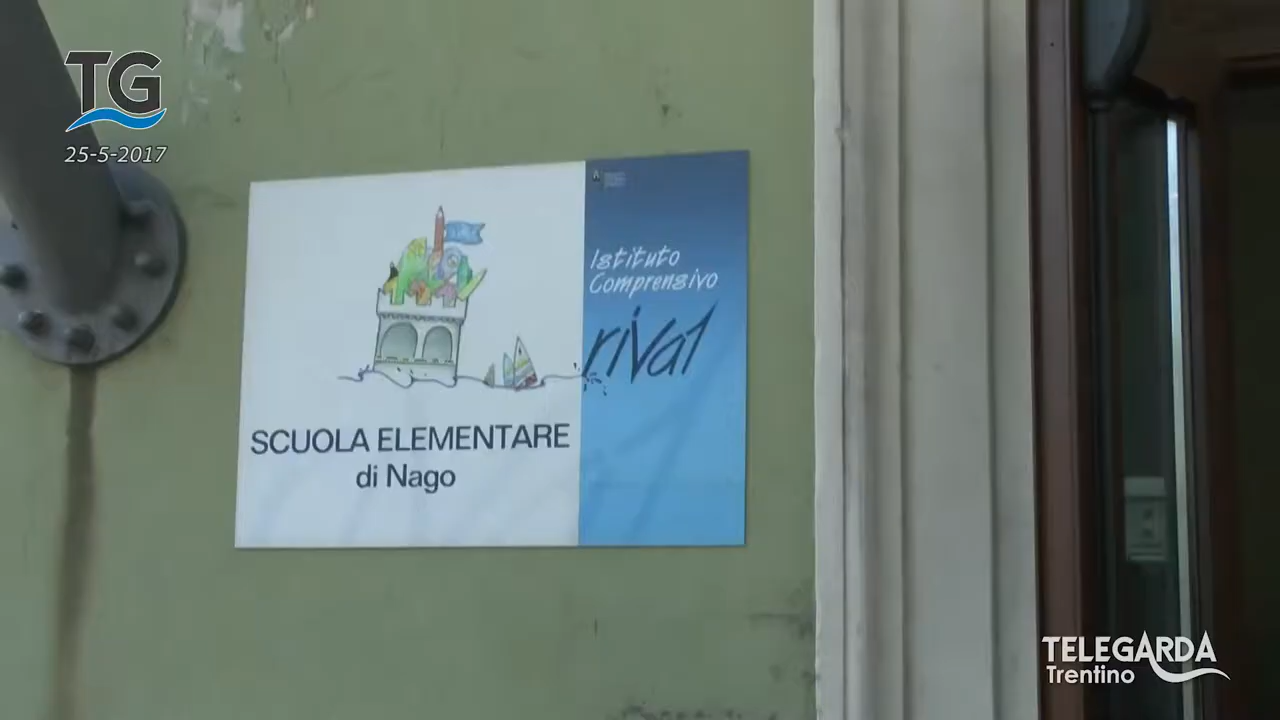 TG
25-5-2017
Istituto
Comprensivo
riva1
SCUOLA ELEMENTARE
di Nago
TELEGARDA
Trentino